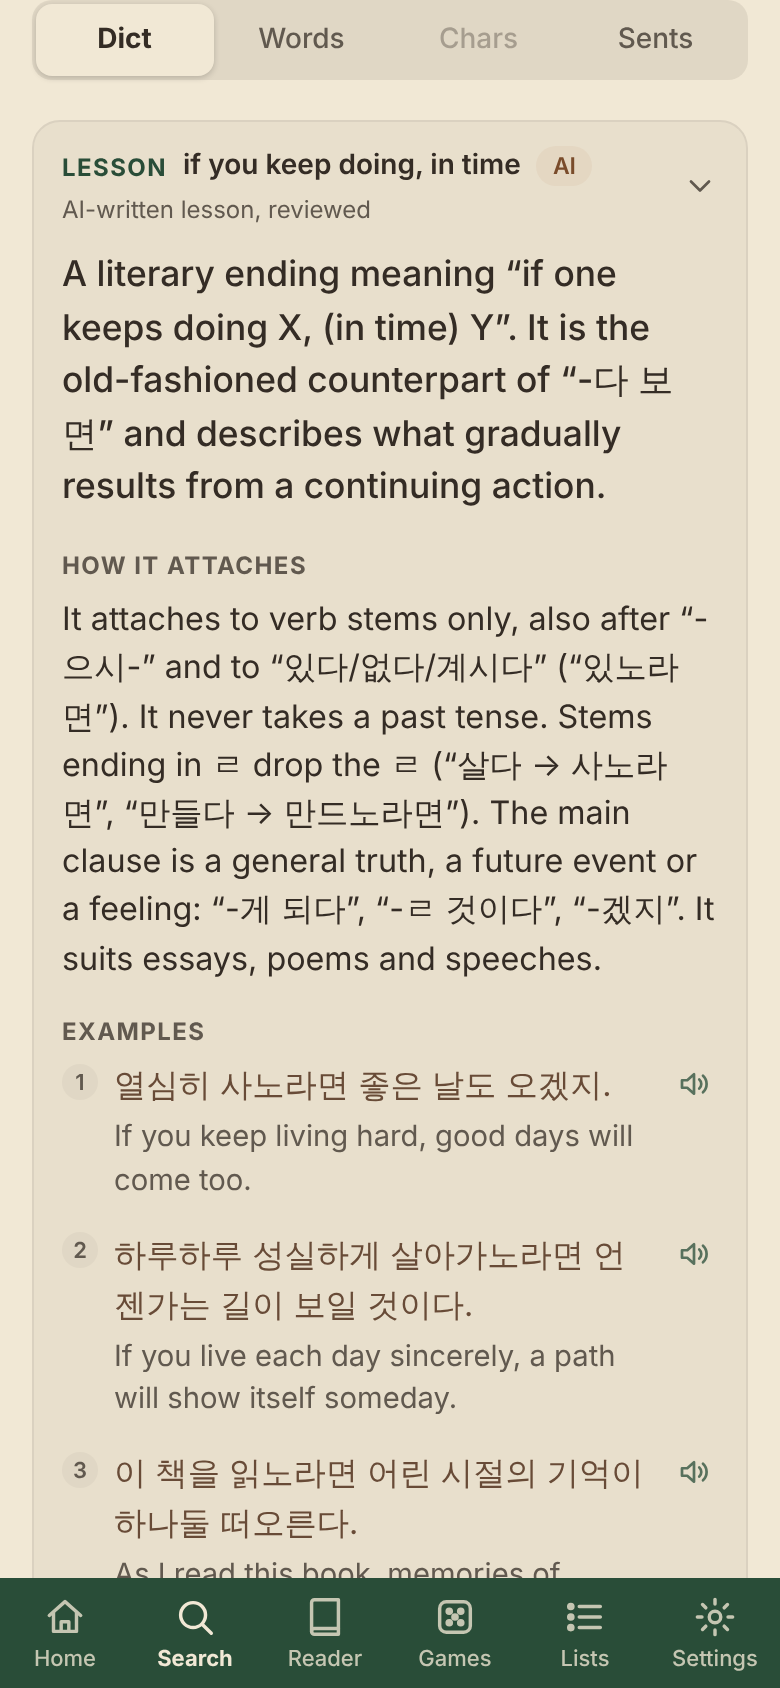 Dict
Words
Chars
Sents
LESSON if you keep doing, in time AI
AI-written lesson, reviewed
A literary ending meaning “if one
keeps doing X, (in time) Y”. It is the
old-fashioned counterpart of “-다 보
면” and describes what gradually
results from a continuing action.
HOW IT ATTACHES
It attaches to verb stems only, also after “-
으시-” and to “있다/없다/계시다” (“있노라
면”). It never takes a past tense. Stems
ending in ㄹ drop the ㄹ (“살다 → 사노라
면”, “만들다 → 만드노라면”). The main
clause is a general truth, a future event or
a feeling: “-게 되다”, “-ㄹ 것이다”, “-겠지”. It
suits essays, poems and speeches.
EXAMPLES
1 열심히 사노라면 좋은 날도 오겠지.
If you keep living hard, good days will
come too.
2 하루하루 성실하게 살아가노라면 언
젠가는 길이 보일 것이다.
If you live each day sincerely, a path
will show itself someday.
3 이 책을 읽노라면 어린 시절의 기억이
하나둘 떠오른다.
As I read this book, memories of
Home
Search
Reader
Games
Lists
Settings